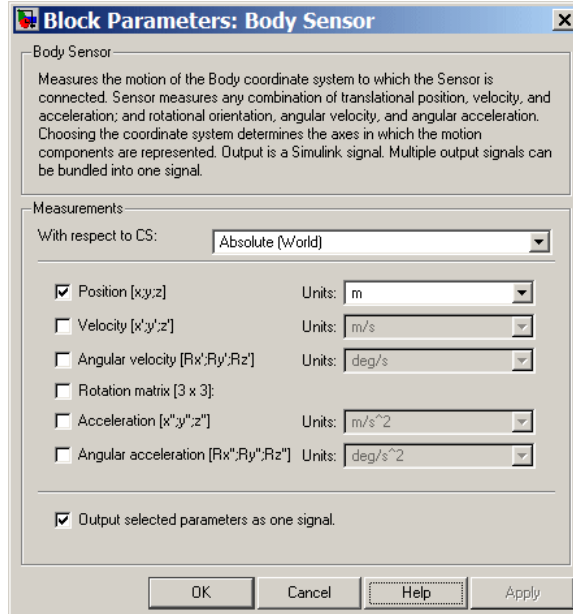 Block Parameters: Body Sensor
Body Sensor
Measures the motion of the Body coordinate system to which the Sensor is
connected. Sensor measures any combination of translational position, velocity, and
acceleration; and rotational orientation, angular velocity, and angular acceleration.
Choosing the coordinate system determines the axes in which the motion
components are represented. Output is a Simulink signal. Multiple output signals can
be bundled into one signal.
Measurements
With respect to CS: Absolute (World)
Position [x;y;z] Units: m
Velocity [x';y';z'] Units: m/s
Angular velocity [Rx';Ry';Rz'] Units: deg/s
Rotation matrix [3 x 3]:
Acceleration [x";y";z"] Units: m/s^2
Angular acceleration [Rx";Ry";Rz"] Units: deg/s^2
Output selected parameters as one signal.
OK Cancel Help Apply